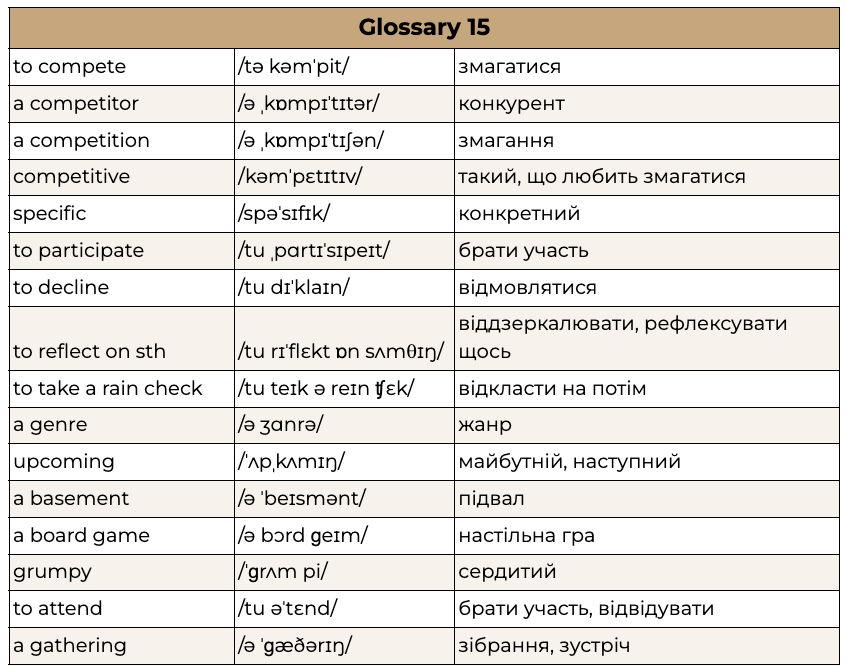 Glossary 15
to compete /tə kəmˈpit/ змагатися
a competitor /ə ˌkɒmpɪˈtɪtər/ конкурент
a competition /ə ˌkɒmpɪˈtɪʃən/ змагання
competitive /kəmˈpɛtɪtɪv/ такий, що любить змагатися
specific /spəˈsɪfɪk/ конкретний
to participate /tu ˌpɑrtɪˈsɪpeɪt/ брати участь
to decline /tu dɪˈklaɪn/ відмовлятися
віддзеркалювати, рефлексувати
to reflect on sth /tu rɪˈflɛkt ɒn sʌmθɪŋ/ щось
to take a rain check /tu teɪk ə reɪn ʧɛk/ відкласти на потім
a genre /ə ʒɑnrə/ жанр
upcoming /ˈʌpˌkʌmɪŋ/ майбутній, наступний
a basement /ə ˈbeɪsmənt/ підвал
a board game /ə bɔrd geɪm/ настільна гра
grumpy /ˈgrʌm pi/ сердитий
to attend /tu əˈtɛnd/ брати участь, відвідувати
a gathering /ə ˈgæðərɪŋ/ зібрання, зустріч